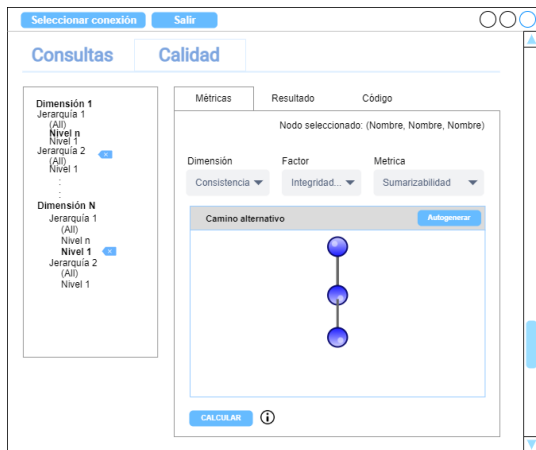 Seleccionar conexión Salir
Consultas Calidad
Dimensión 1
Jerarquía 1
(All)
Nivel n
Nivel 1
Jerarquía 2
(All)
Nivel 1
:
:
Dimensión N
Jerarquía 1
(All)
Nivel n
Nivel 1
Jerarquía 2
(All)
Nivel 1
Métricas Resultado Código
Nodo seleccionado: (Nombre, Nombre, Nombre)
Dimensión Factor Metrica
Consistencia Integridad... Sumarizabilidad
Camino alternativo Autogenerar
CALCULAR